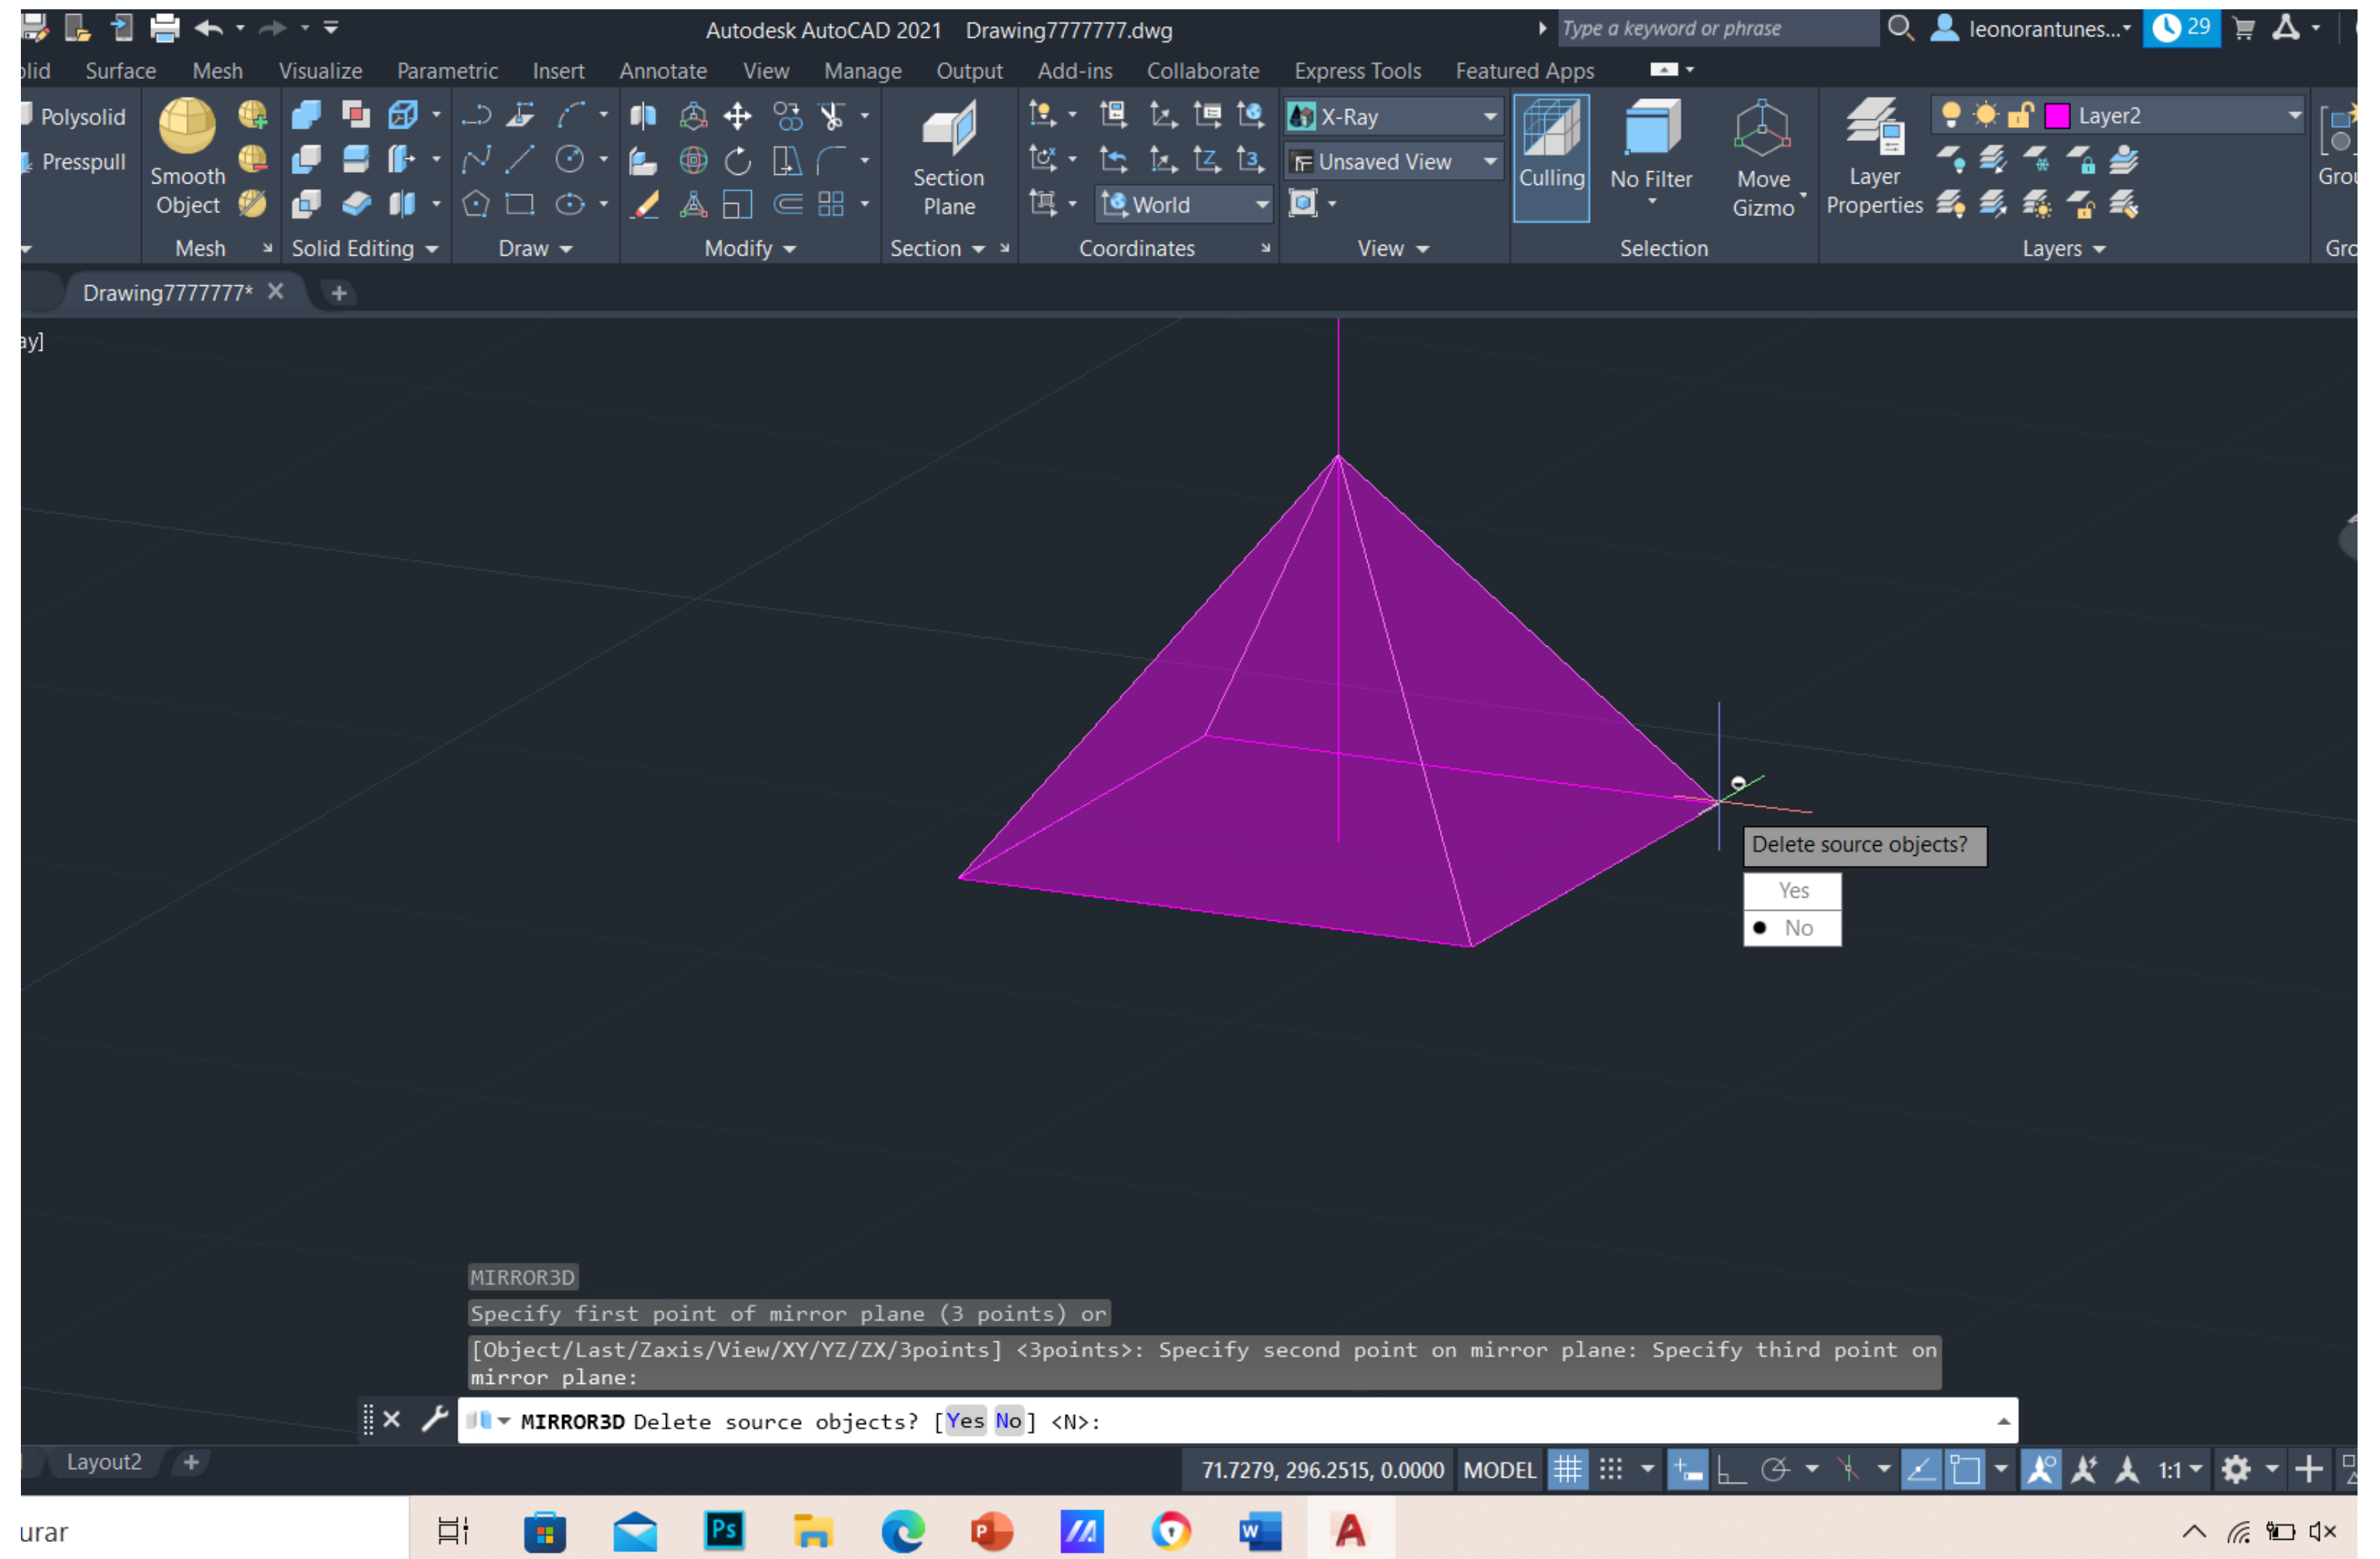 Autodesk AutoCAD 2021 Drawing7777777.dwg Type a keyword or phrase leonorantunes... 29
lid Surface Mesh Visualize Parametric Insert Annotate View Manage Output Add-ins Collaborate Express Tools Featured Apps
Polysolid X-Ray Layer2
Presspull Unsaved View
Smooth
Object
Section
Plane
World
Culling
No Filter
Move
Gizmo
Layer
Properties
Grou
Mesh Solid Editing Draw Modify Section Coordinates View Selection Layers Gro
Drawing7777777*
ay]
Delete source objects?
Yes
No
MIRROR3D
Specify first point of mirror plane (3 points) or
[Object/Last/Zaxis/View/XY/YZ/ZX/3points] <3points>: Specify second point on mirror plane: Specify third point on
mirror plane:
MIRROR3D Delete source objects? [Yes No] <N>:
Layout2 71.7279, 296.2515, 0.0000 MODEL 1:1
urar Ps P W A